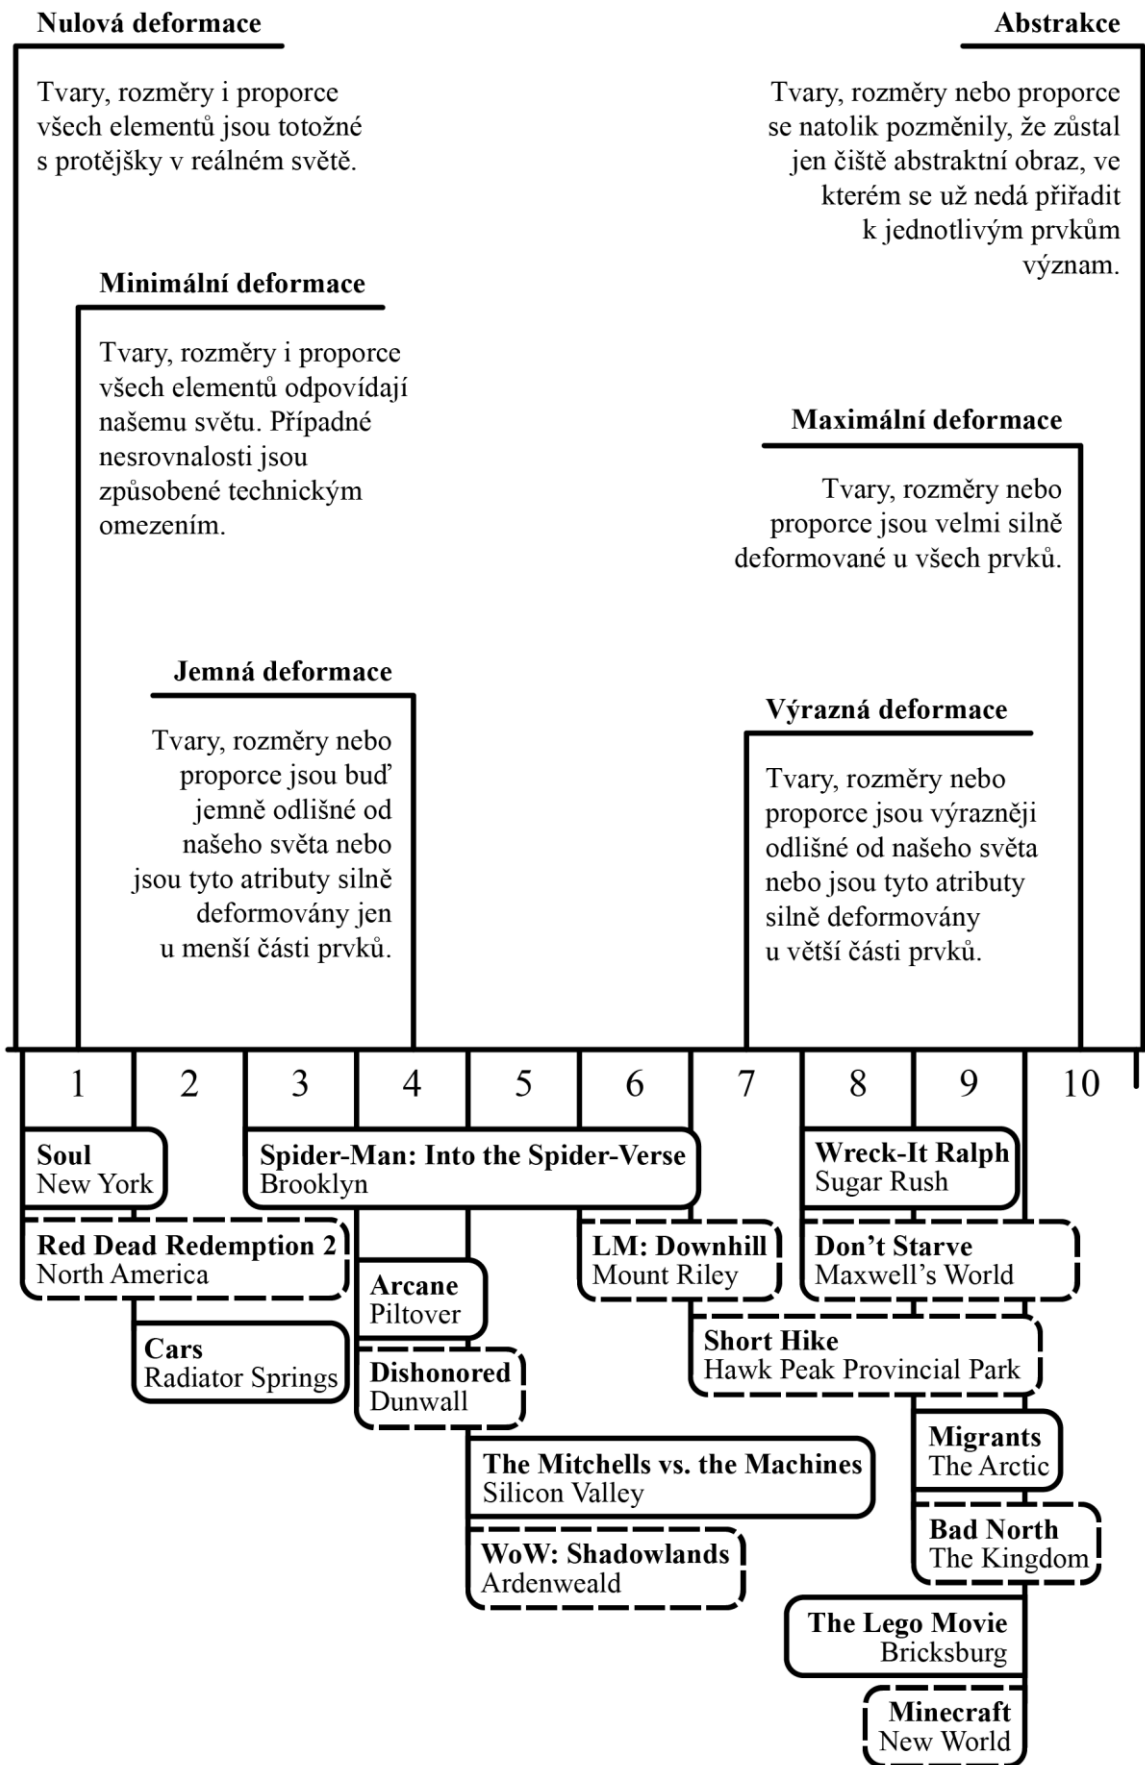 Nulová deformace
Tvary, rozměry i proporce
všech elementů jsou totožné
s protějšky v reálném světě.
Abstrakce
Tvary, rozměry nebo proporce
se natolik pozměnily, že zůstal
jen čiště abstraktní obraz, ve
kterém se už nedá přiřadit
k jednotlivým prvkům
význam.
Minimální deformace
Tvary, rozměry i proporce
všech elementů odpovídají
našemu světu. Případné
nesrovnalosti jsou
způsobené technickým
omezením.
Maximální deformace
Tvary, rozměry nebo
proporce jsou velmi silně
deformované u všech prvků.
Jemná deformace
Tvary, rozměry nebo
proporce jsou buď
jemně odlišné od
našeho světa nebo
jsou tyto atributy silně
deformovány jen
u menší části prvků.
Výrazná deformace
Tvary, rozměry nebo
proporce jsou výrazněji
odlišné od našeho světa
nebo jsou tyto atributy
silně deformovány
u větší části prvků.
1 2 3 4 5 6 7 8 9 10
Soul
New York
Spider-Man: Into the Spider-Verse
Brooklyn
Wreck-It Ralph
Sugar Rush
Red Dead Redemption 2
North America
LM: Downhill
Mount Riley
Don't Starve
Maxwell's World
Arcane
Piltover
Cars
Radiator Springs
Short Hike
Hawk Peak Provincial Park
Dishonored
Dunwall
Migrants
The Arctic
The Mitchells vs. the Machines
Silicon Valley
Bad North
The Kingdom
WoW: Shadowlands
Ardenweald
The Lego Movie
Bricksburg
Minecraft
New World